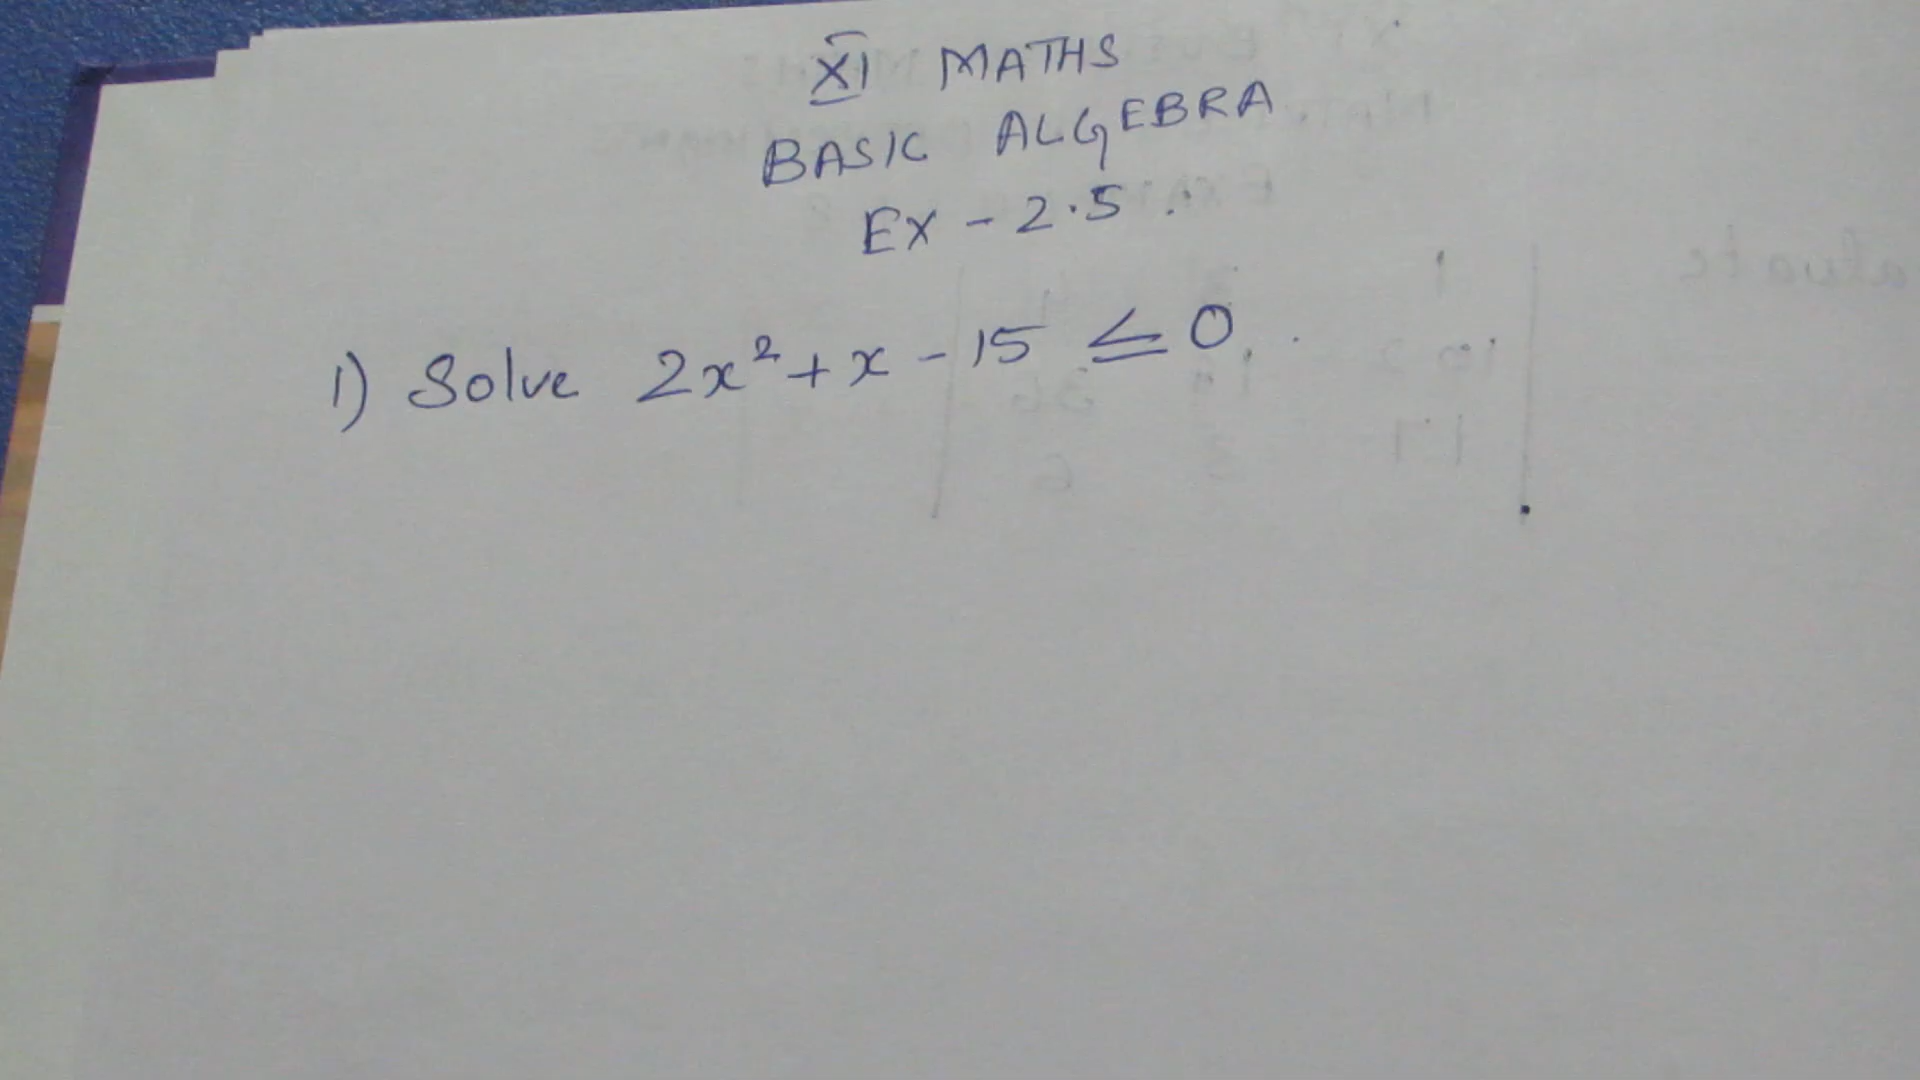 XI MATHS
BASIC ALGEBRA
EX - 2.5.
1) Solve 2x² + x - 15 ≤ 0.